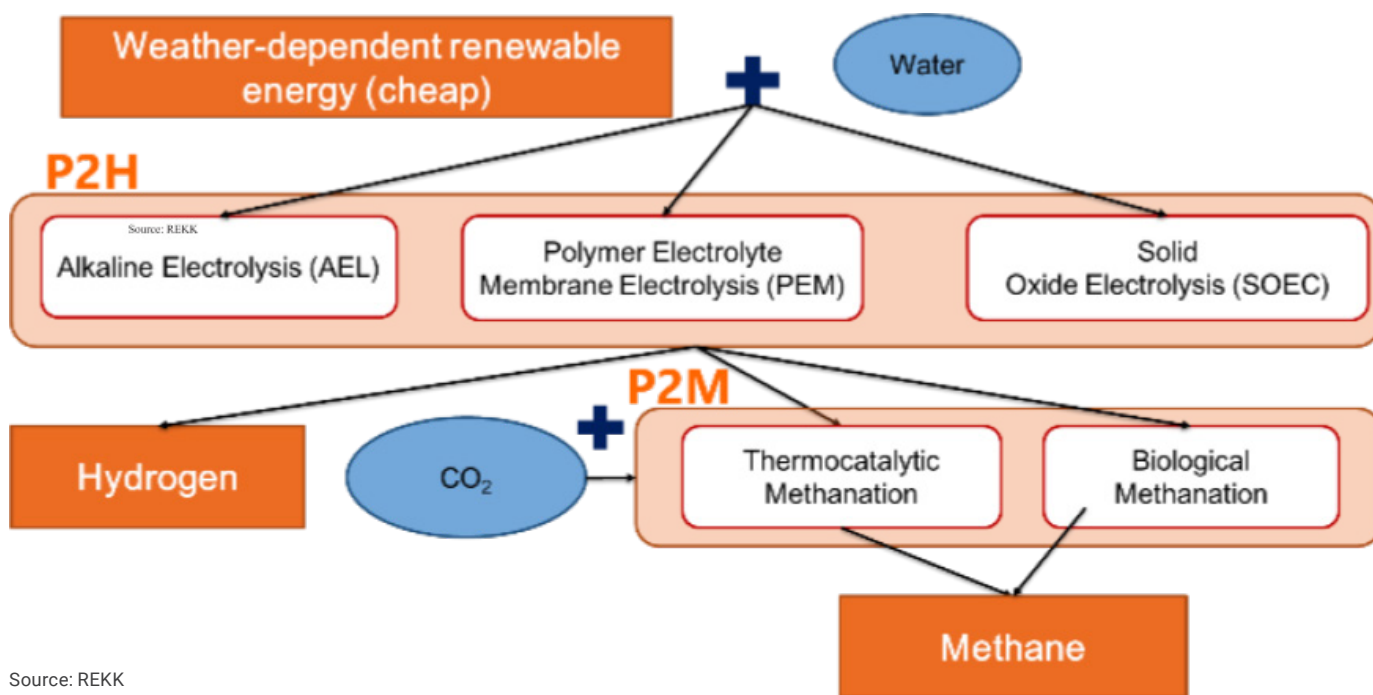 Weather-dependent renewable
energy (cheap)
Water
P2H
Source: REKK
Alkaline Electrolysis (AEL)
Polymer Electrolyte
Membrane Electrolysis (PEM)
Solid
Oxide Electrolysis (SOEC)
P2M
Hydrogen
CO₂
Thermocatalytic
Methanation
Biological
Methanation
Methane
Source: REKK